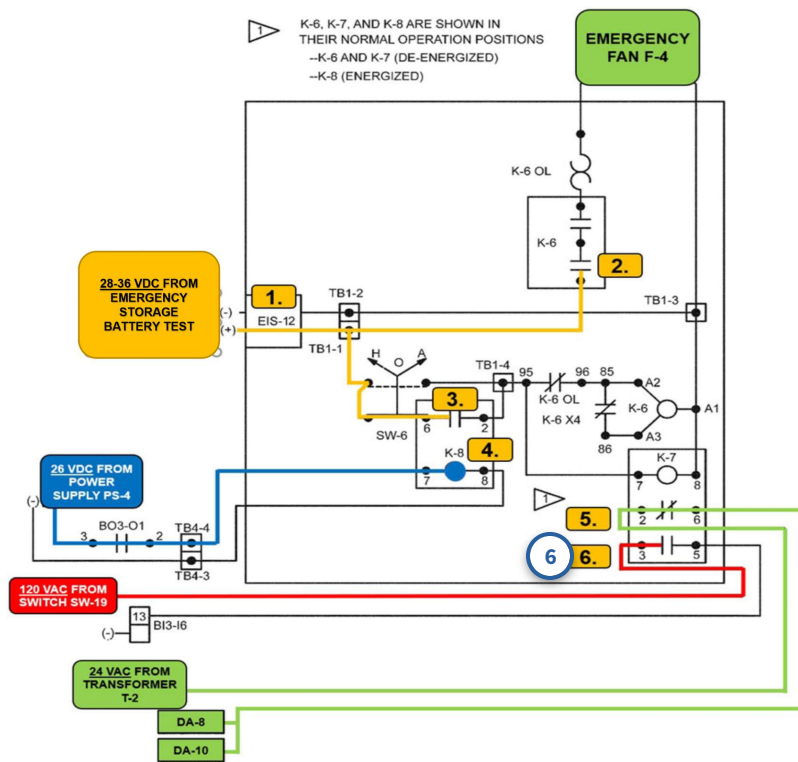 1
K-6, K-7, AND K-8 ARE SHOWN IN
THEIR NORMAL OPERATION POSITIONS
--K-6 AND K-7 (DE-ENERGIZED)
--K-8 (ENERGIZED)
EMERGENCY
FAN F-4
K-6 OL
K-6
2.
28-36 VDC FROM
EMERGENCY
STORAGE
BATTERY TEST
(-)
(+)
1.
EIS-12
TB1-2
TB1-1
TB1-3
H
O
A
TB1-4
95
96
85
A2
K-6 OL
K-6 X4
K-6
A1
86
A3
3.
6
2
SW-6
4.
K-8
7
8
K-7
7
8
1
5.
2
6
6
6.
3
5
26 VDC FROM
POWER
SUPPLY PS-4
(-)
3
BO3-O1
2
TB4-4
TB4-3
120 VAC FROM
SWITCH SW-19
13
BI3-I6
(-)
24 VAC FROM
TRANSFORMER
T-2
DA-8
DA-10